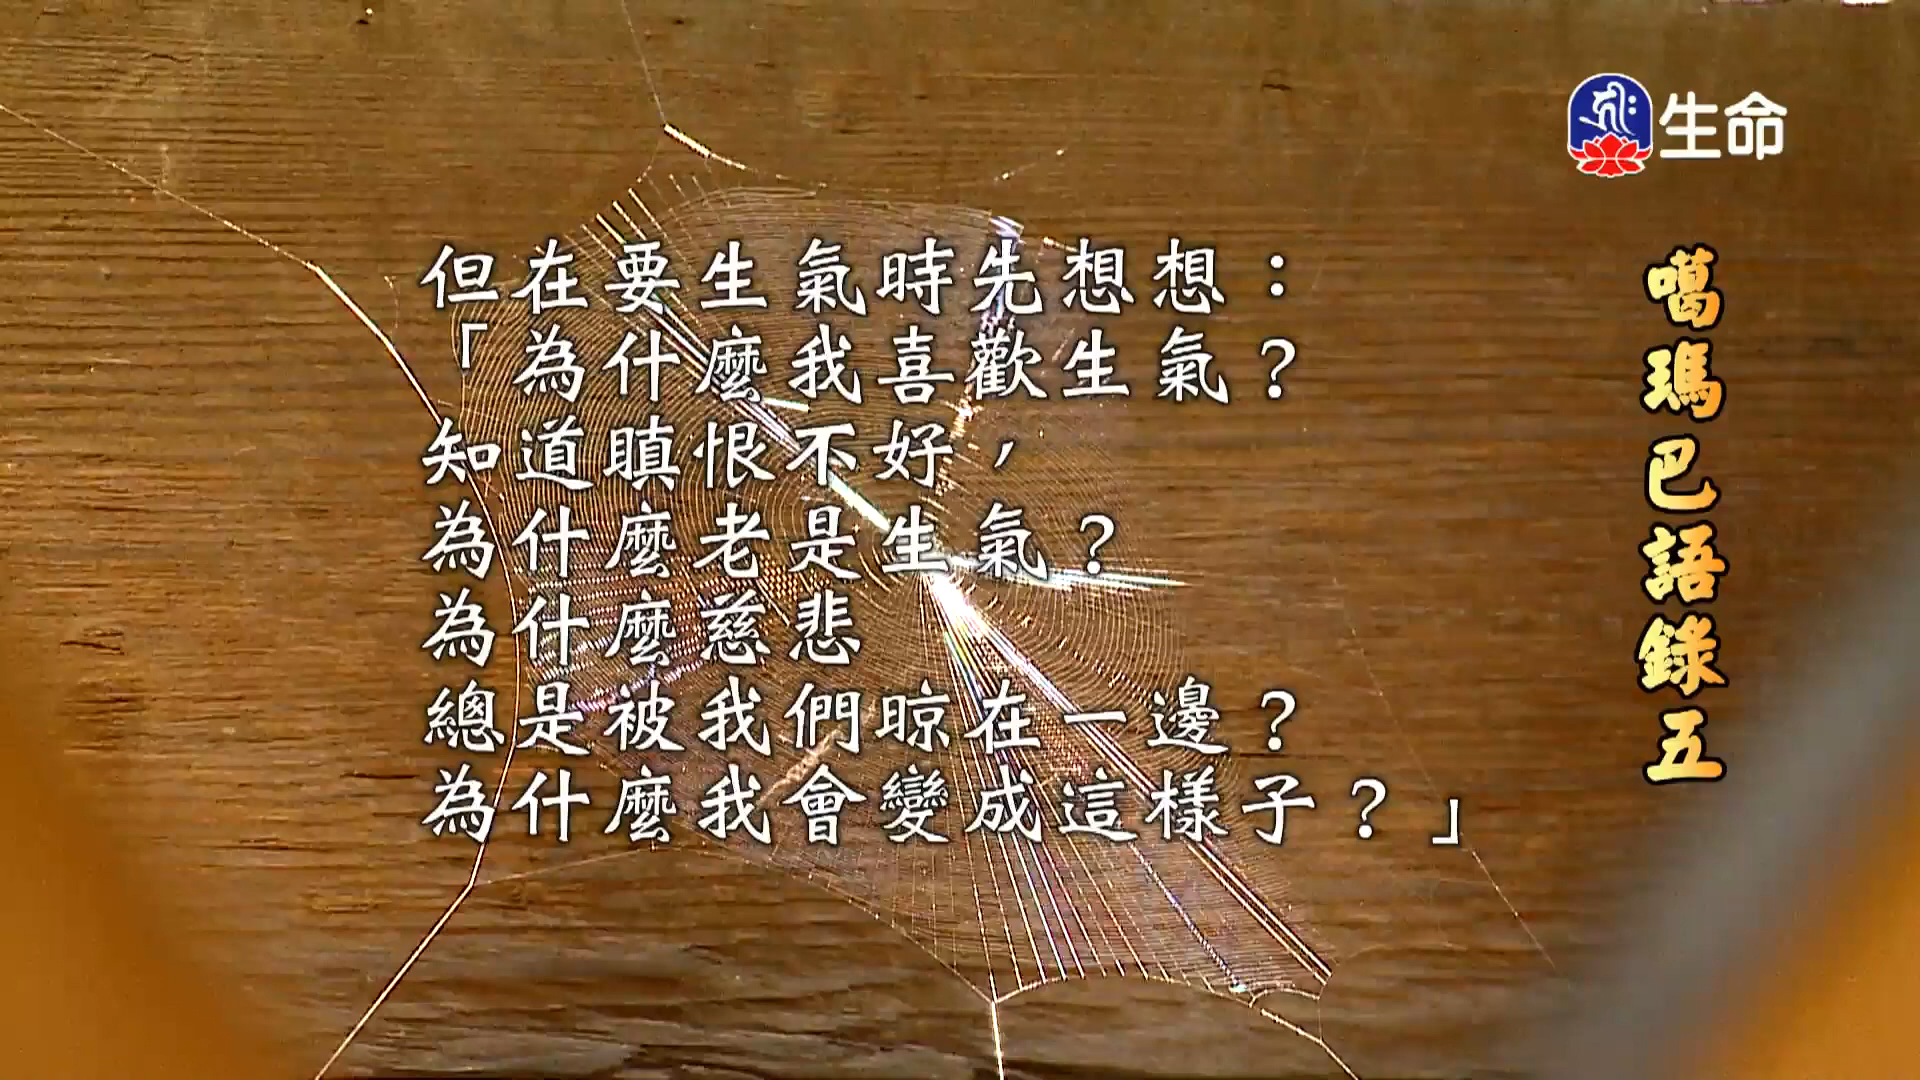 生命
但在要生氣時先想想：
「為什麼我喜歡生氣？
知道瞋恨不好，
為什麼老是生氣？
為什麼慈悲
總是被我們晾在一邊？
為什麼我會變成這樣子？」
噶瑪巴語錄五